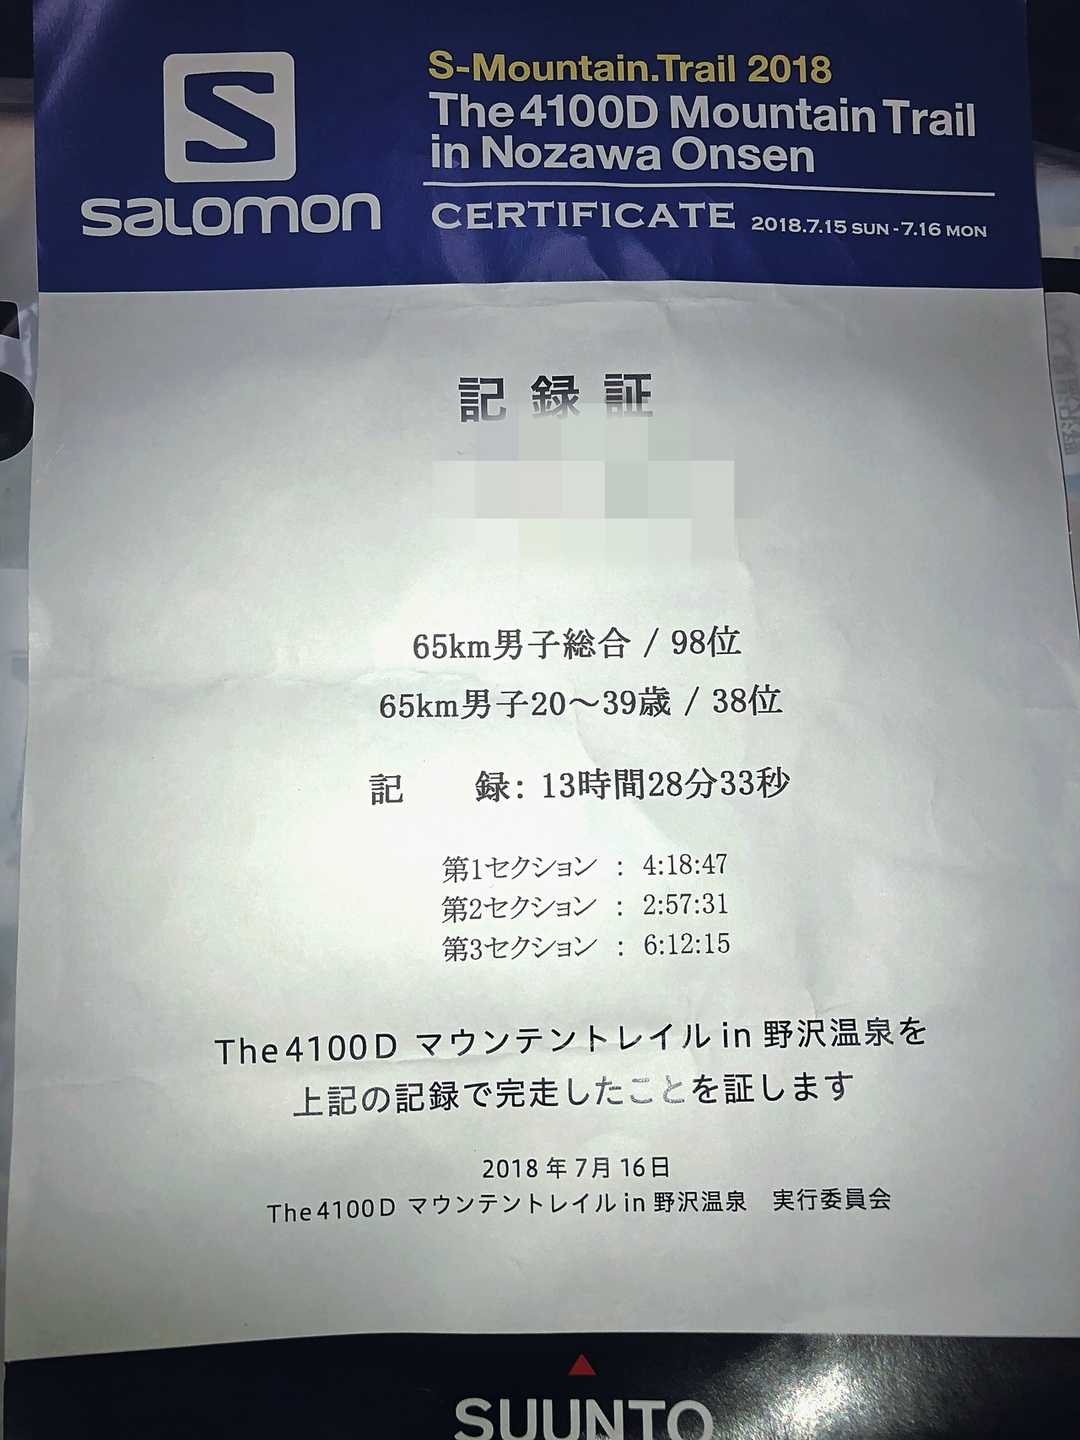 S-Mountain.Trail 2018
The 4100D Mountain Trail
in Nozawa Onsen
SALOMON
CERTIFICATE 2018.7.15 SUN - 7.16 MON
記録証
65km男子総合 / 98位
65km男子20～39歳 / 38位
記　録: 13時間28分33秒
第1セクション : 4:18:47
第2セクション : 2:57:31
第3セクション : 6:12:15
The4100D マウンテントレイル in 野沢温泉を
上記の記録で完走したことを証します
2018年7月16日
The4100D マウンテントレイル in 野沢温泉　実行委員会
SUUNTO